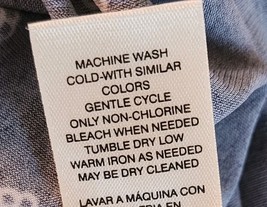 MACHINE WASH
COLD-WITH SIMILAR
COLORS
GENTLE CYCLE
ONLY NON-CHLORINE
BLEACH WHEN NEEDED
TUMBLE DRY LOW
WARM IRON AS NEEDED
MAY BE DRY CLEANED
LAVAR A MÁQUINA CON